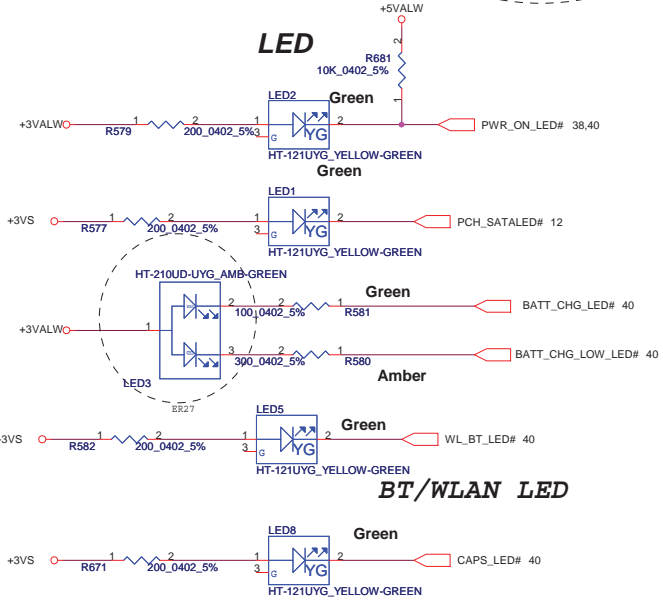 +5VALW
LED
2
R681
10K_0402_5%
1
LED2
Green
+3VALW
1
2
R579
200_0402_5%
1
3
G
YG
2
PWR_ON_LED# 38,40
HT-121UYG_YELLOW-GREEN
Green
LED1
+3VS
1
2
R577
200_0402_5%
1
3
G
YG
2
PCH_SATALED# 12
HT-121UYG_YELLOW-GREEN
HT-210UD-UYG_AMB-GREEN
Green
2
2
1
100_0402_5%
R581
BATT_CHG_LED# 40
+3VALW
1
3
2
1
300_0402_5%
R580
BATT_CHG_LOW_LED# 40
Amber
LED3
ER27
LED5
Green
+3VS
1
2
R582
200_0402_5%
1
3
G
YG
2
WL_BT_LED# 40
HT-121UYG_YELLOW-GREEN
BT/WLAN LED
LED8
Green
+3VS
1
2
R671
200_0402_5%
1
3
G
YG
2
CAPS_LED# 40
HT-121UYG_YELLOW-GREEN